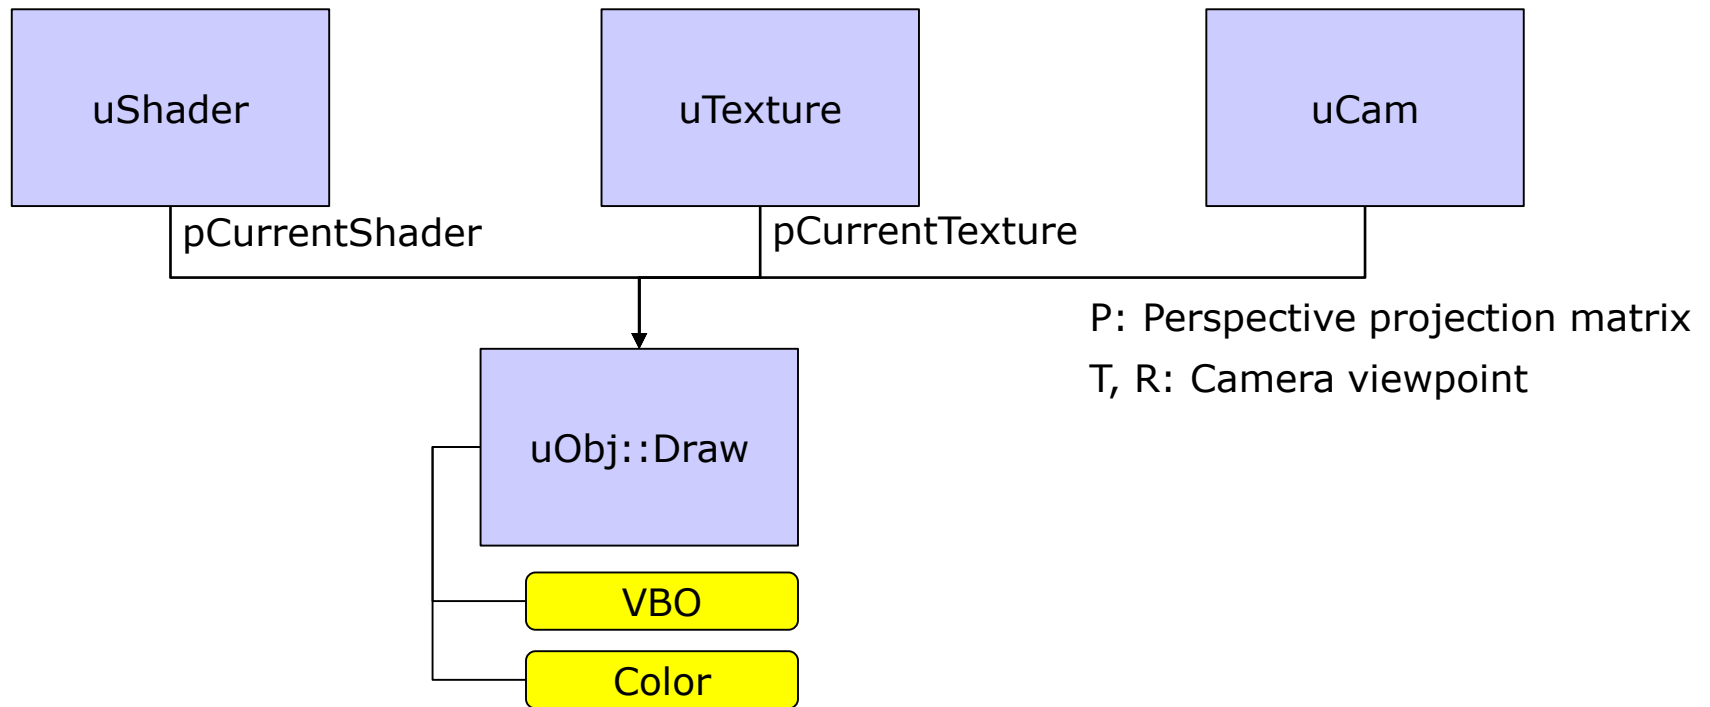 uShader
uTexture
uCam
pCurrentShader
pCurrentTexture
P: Perspective projection matrix
T, R: Camera viewpoint
uObj::Draw
VBO
Color